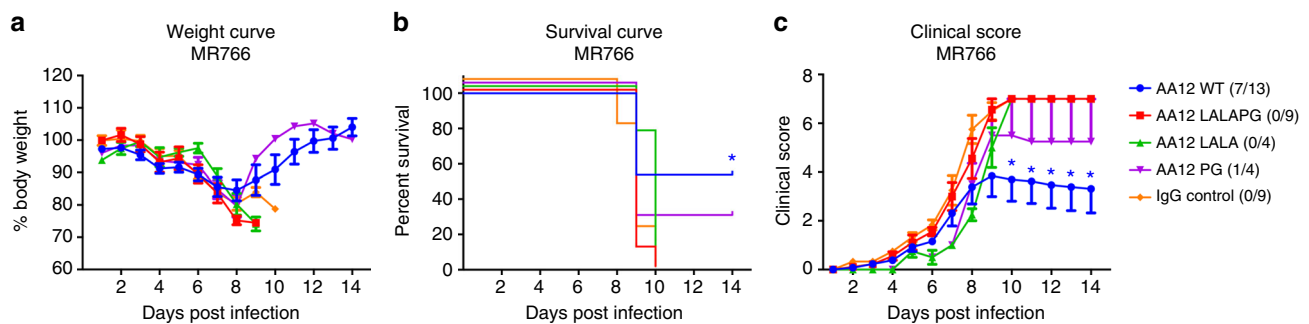 a
Weight curve
MR766
% body weight
120
110
100
90
80
70
60
2 4 6 8 10 12 14
Days post infection
b
Survival curve
MR766
Percent survival
100
80
60
40
20
0
*
2 4 6 8 10 12 14
Days post infection
c
Clinical score
MR766
Clinical score
8
6
4
2
0
* * * * *
2 4 6 8 10 12 14
Days post infection
AA12 WT (7/13)
AA12 LALAPG (0/9)
AA12 LALA (0/4)
AA12 PG (1/4)
IgG control (0/9)